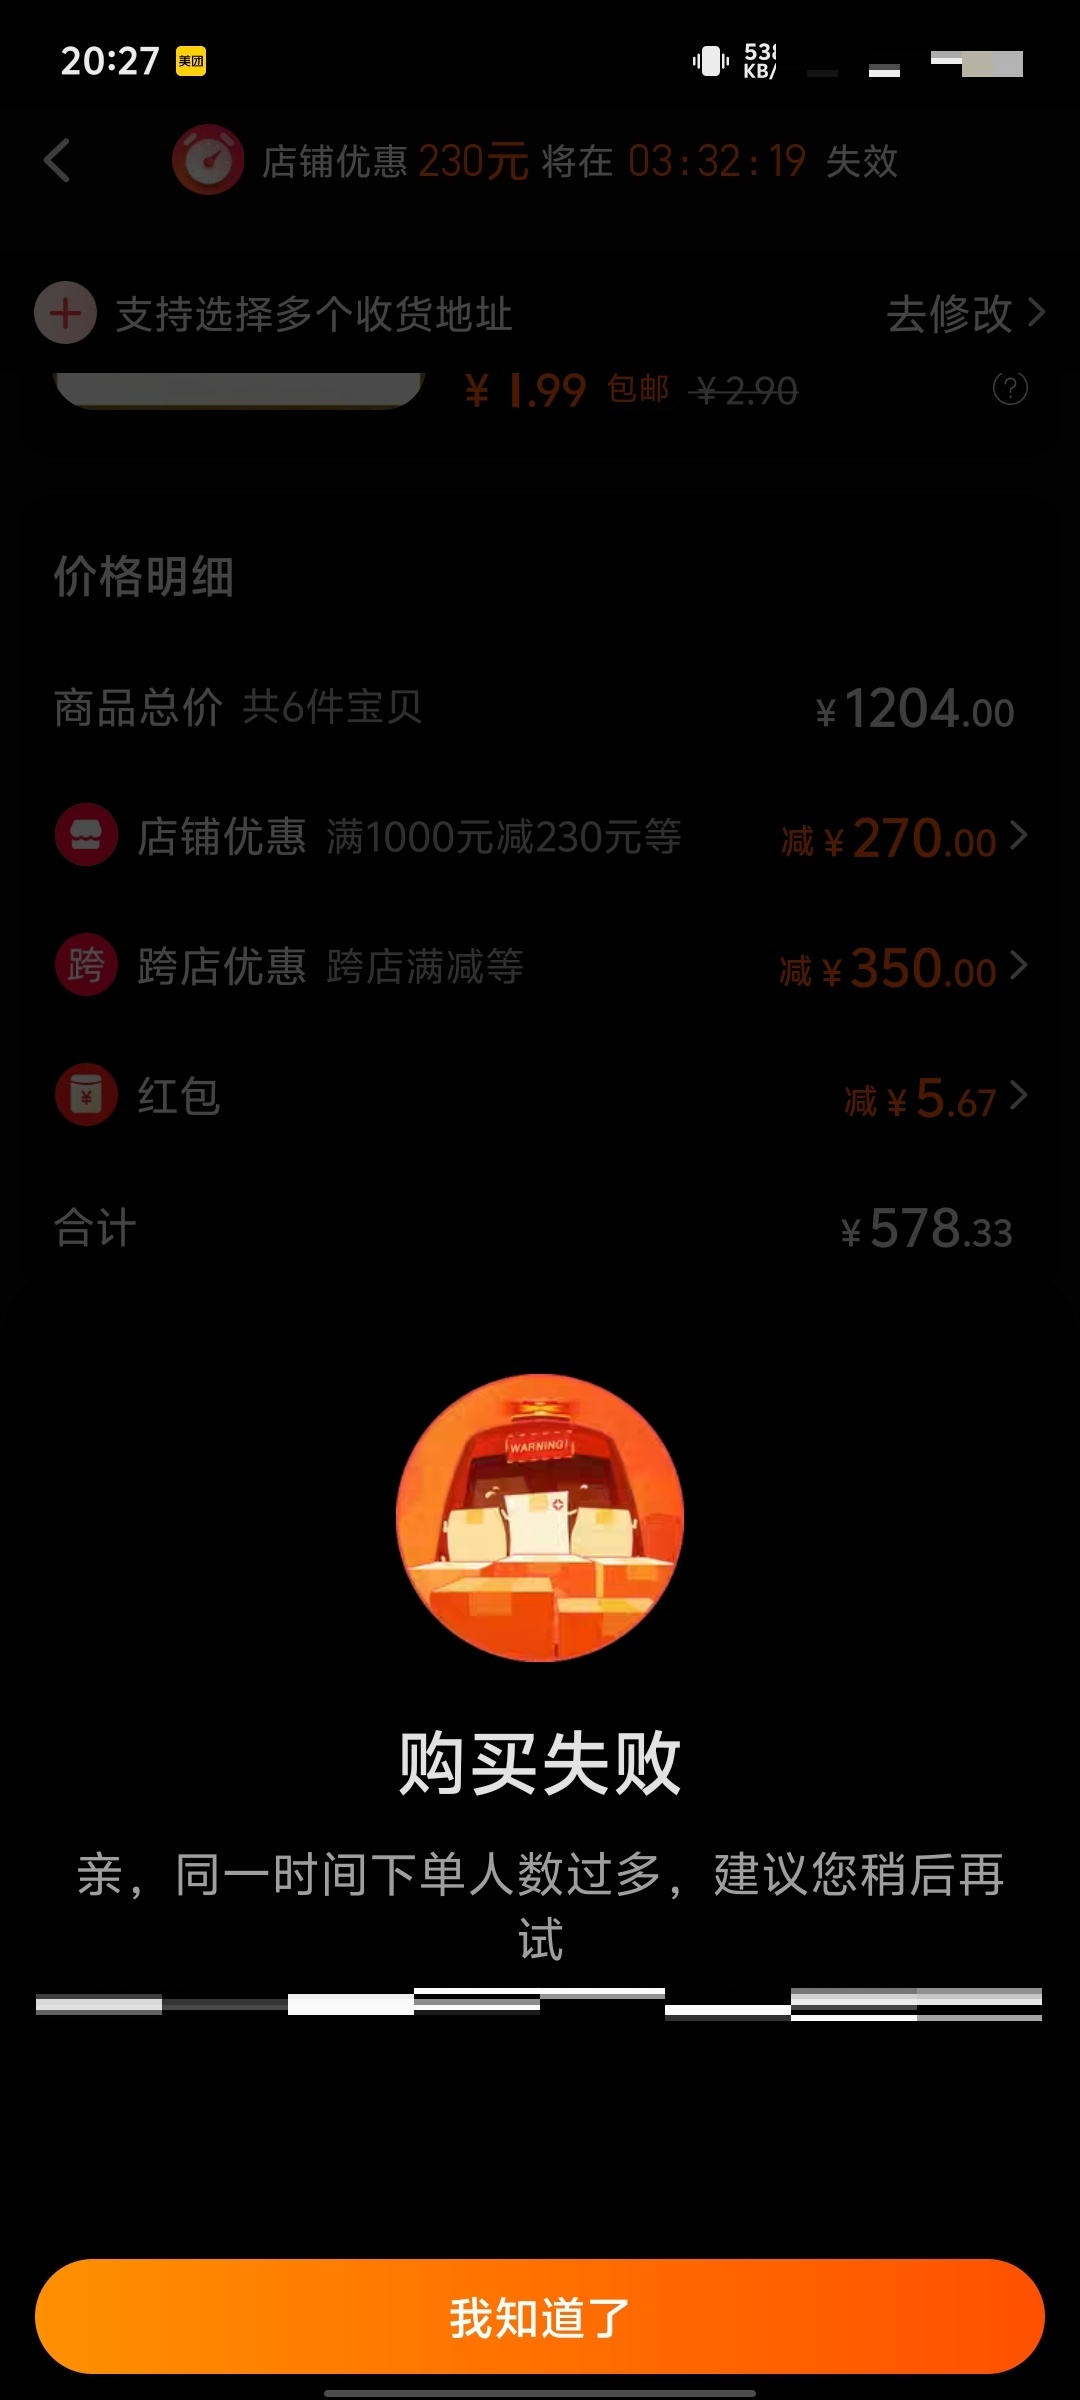 20:27 美团
KB/
店铺优惠 230元 将在 03:32:19 失效
支持选择多个收货地址 去修改
¥1.99 包邮 ¥2.90
价格明细
商品总价 共6件宝贝 ¥1204.00
店铺优惠 满1000元减230元等 减¥270.00
跨 跨店优惠 跨店满减等 减¥350.00
红包 减¥5.67
合计 ¥578.33
WARNING!
购买失败
亲，同一时间下单人数过多，建议您稍后再
试
我知道了